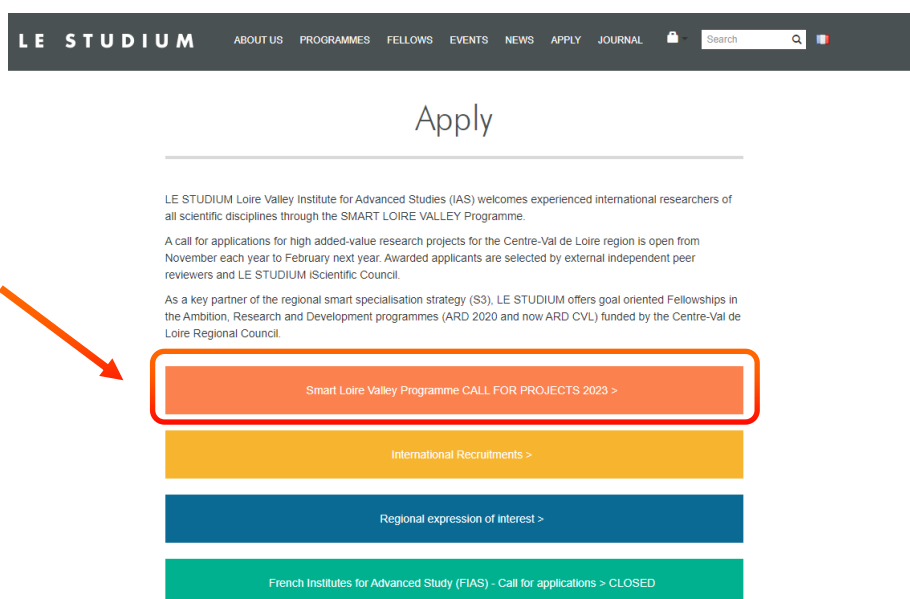 LE STUDIUM
ABOUT US PROGRAMMES FELLOWS EVENTS NEWS APPLY JOURNAL Search
Apply
LE STUDIUM Loire Valley Institute for Advanced Studies (IAS) welcomes experienced international researchers of
all scientific disciplines through the SMART LOIRE VALLEY Programme.
A call for applications for high added-value research projects for the Centre-Val de Loire region is open from
November each year to February next year. Awarded applicants are selected by external independent peer
reviewers and LE STUDIUM iScientific Council.
As a key partner of the regional smart specialisation strategy (S3), LE STUDIUM offers goal oriented Fellowships in
the Ambition, Research and Development programmes (ARD 2020 and now ARD CVL) funded by the Centre-Val de
Loire Regional Council.
Smart Loire Valley Programme CALL FOR PROJECTS 2023 >
International Recruitments >
Regional expression of interest >
French Institutes for Advanced Study (FIAS) - Call for applications > CLOSED